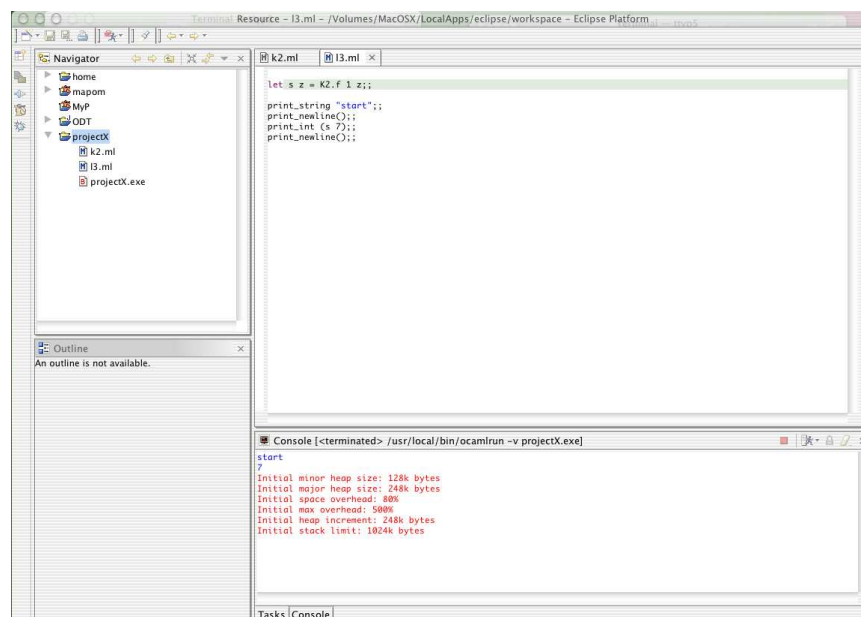 Terminal Resource - l3.ml - /Volumes/MacOSX/LocalApps/eclipse/workspace - Eclipse Platform
Navigator
home
mapom
MyP
ODT
projectX
k2.ml
l3.ml
projectX.exe
Outline
An outline is not available.
k2.ml
l3.ml
let s z = K2.f 1 z;;
print_string "start";;
print_newline();;
print_int (s 7);;
print_newline();;
Console [<terminated> /usr/local/bin/ocamlrun -v projectX.exe]
start
7
Initial minor heap size: 128k bytes
Initial major heap size: 248k bytes
Initial space overhead: 80%
Initial max overhead: 500%
Initial heap increment: 248k bytes
Initial stack limit: 1024k bytes
Tasks Console